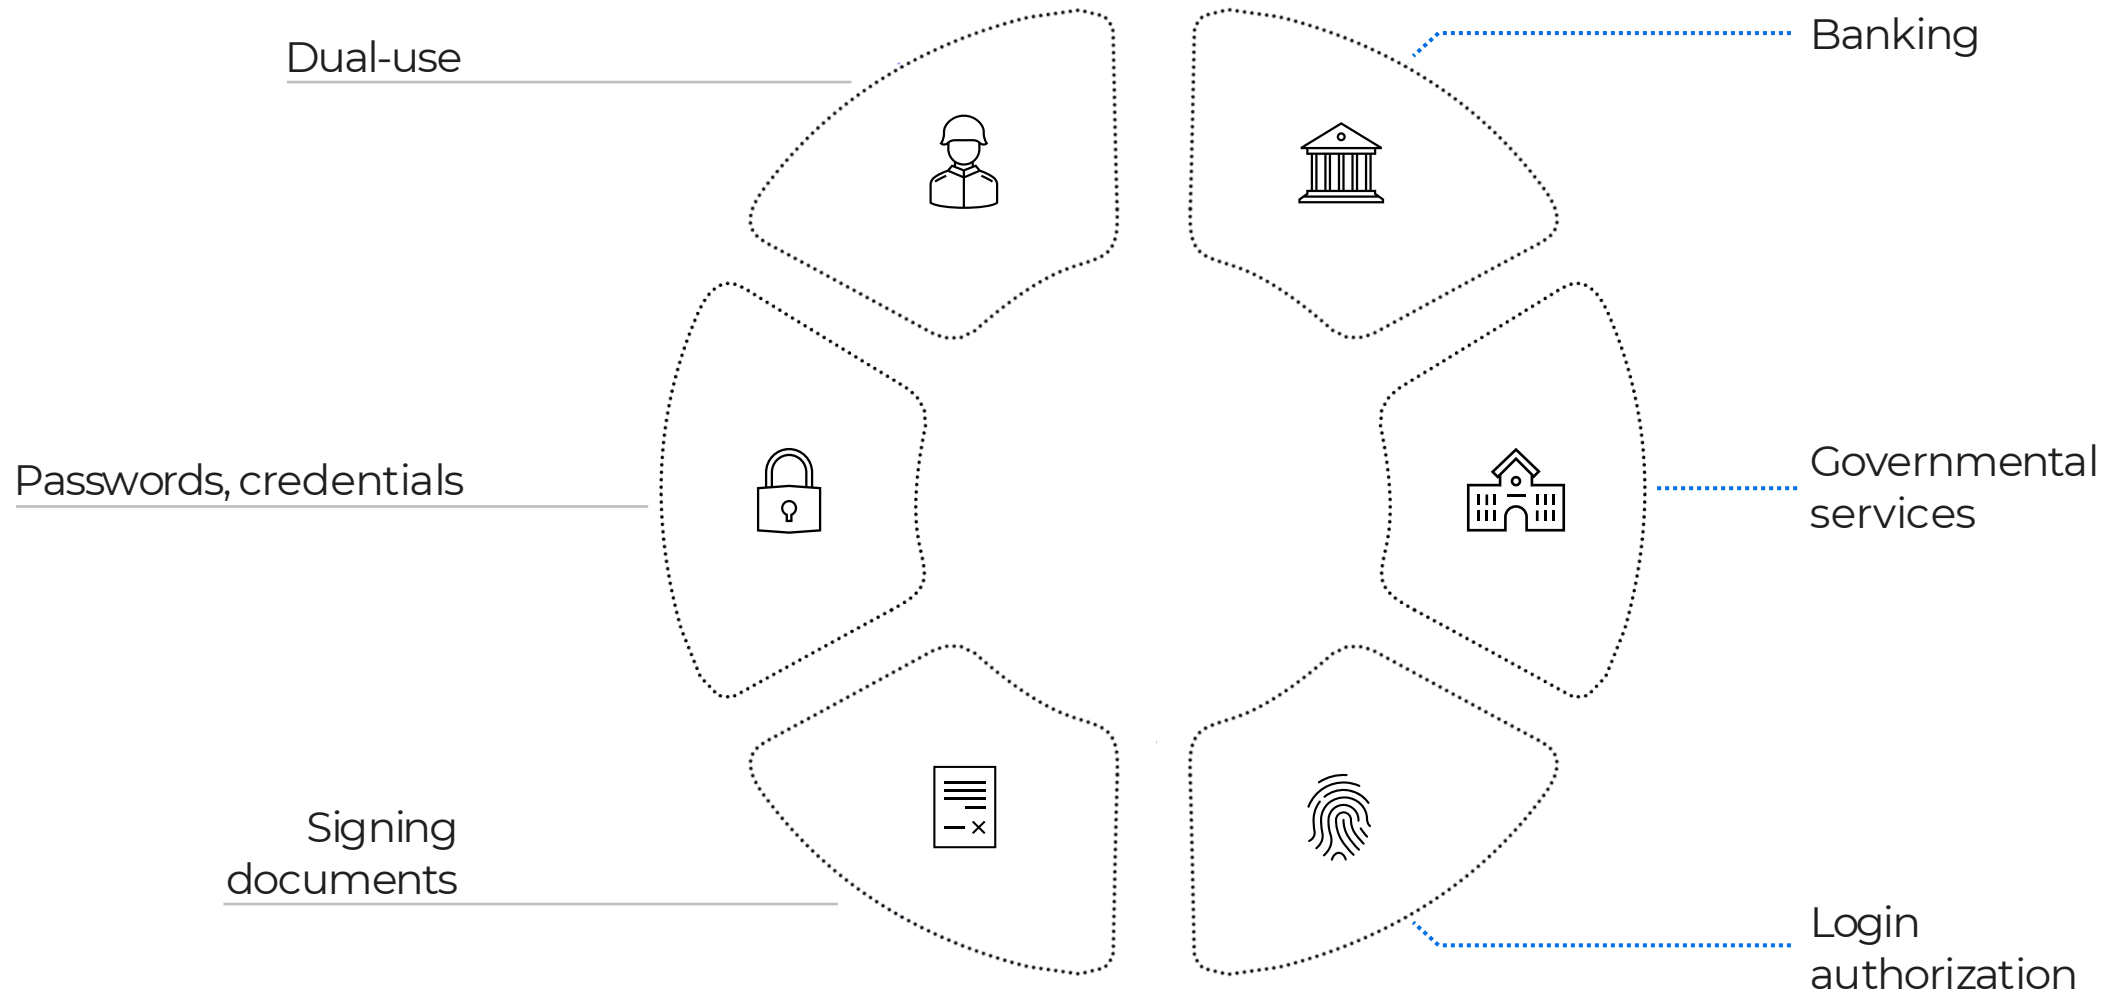 Dual-use
Banking
Passwords, credentials
Governmental
services
Signing
documents
Login
authorization